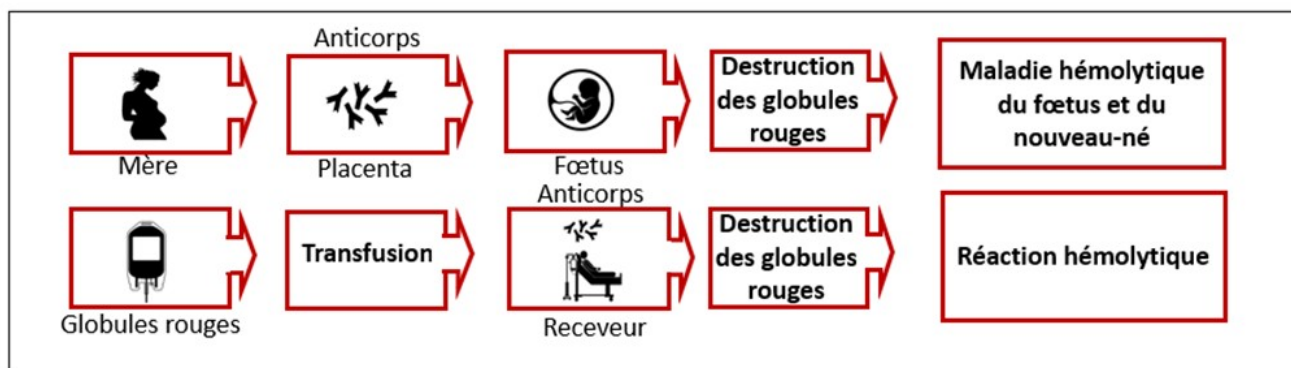 Anticorps
Mère
Placenta
Fœtus
Destruction
des globules
rouges
Maladie hémolytique
du fœtus et du
nouveau-né
Globules rouges
Transfusion
Anticorps
Receveur
Destruction
des globules
rouges
Réaction hémolytique